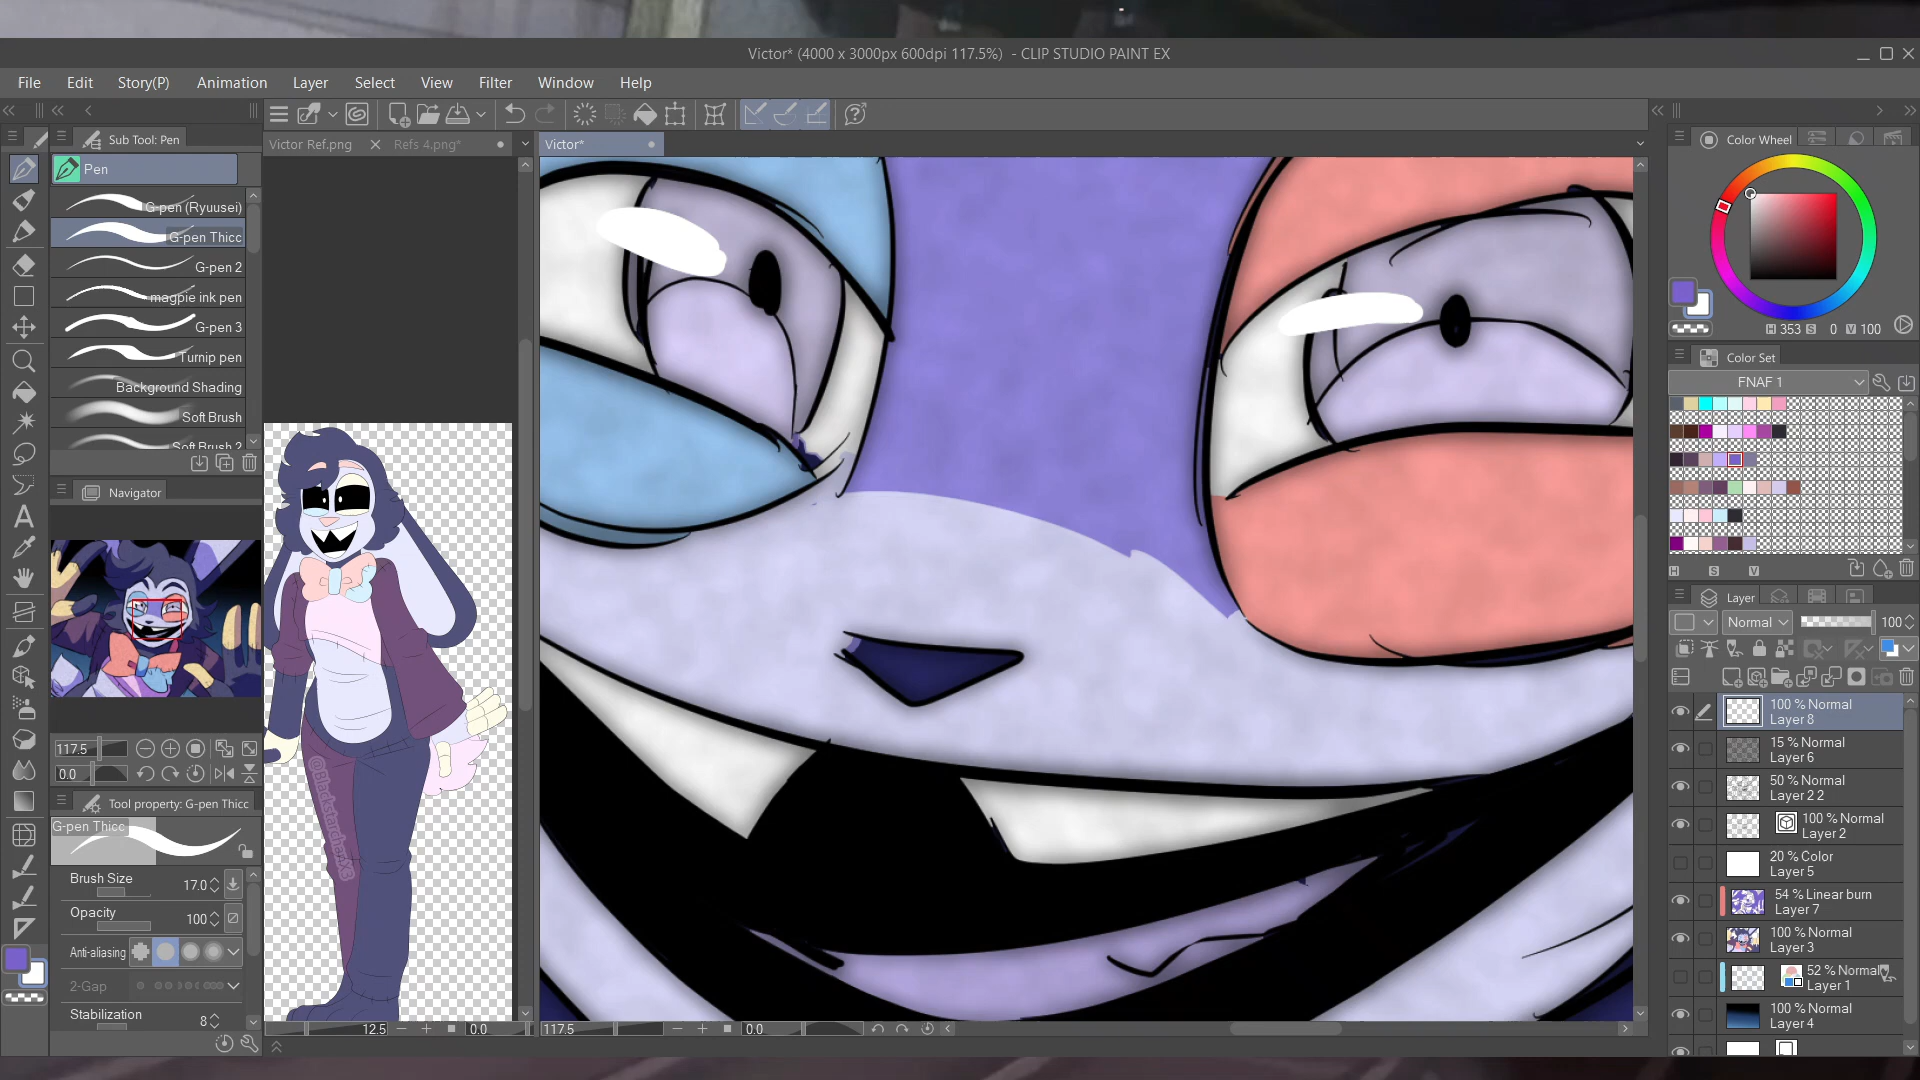 Victor* (4000 x 3000px 600dpi 117.5%) - CLIP STUDIO PAINT EX
File Edit Story(P) Animation Layer Select View Filter Window Help
Sub Tool: Pen
Pen
G-pen (Ryuusei)
G-pen Thicc
G-pen 2
magpie ink pen
G-pen 3
Turnip pen
Background Shading
Soft Brush
Soft Brush 2
Navigator
117.5
0.0
Tool property: G-pen Thicc
G-pen Thicc
Brush Size 17.0
Opacity 100
Anti-aliasing
2-Gap
Stabilization 8
Victor Ref.png
Refs 4.png*
Victor*
12.5
0.0
117.5
0.0
Color Wheel
H 353 S 0 V 100
Color Set
FNAF 1
H S V
Layer
Normal 100
100 % Normal
Layer 8
15 % Normal
Layer 6
50 % Normal
Layer 2 2
100 % Normal
Layer 2
20 % Color
Layer 5
54 % Linear burn
Layer 7
100 % Normal
Layer 3
52 % Normal
Layer 1
100 % Normal
Layer 4